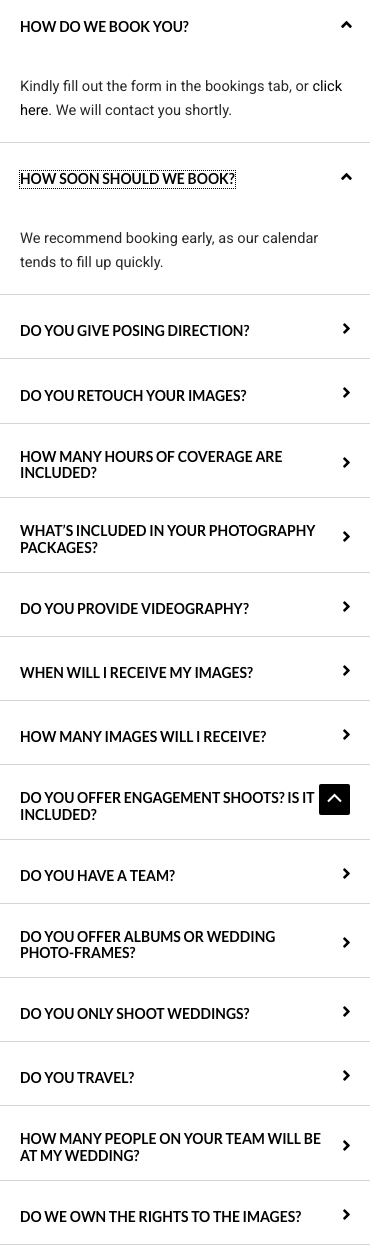 HOW DO WE BOOK YOU?
Kindly fill out the form in the bookings tab, or click
here. We will contact you shortly.
HOW SOON SHOULD WE BOOK?
We recommend booking early, as our calendar
tends to fill up quickly.
DO YOU GIVE POSING DIRECTION?
DO YOU RETOUCH YOUR IMAGES?
HOW MANY HOURS OF COVERAGE ARE
INCLUDED?
WHAT'S INCLUDED IN YOUR PHOTOGRAPHY
PACKAGES?
DO YOU PROVIDE VIDEOGRAPHY?
WHEN WILL I RECEIVE MY IMAGES?
HOW MANY IMAGES WILL I RECEIVE?
DO YOU OFFER ENGAGEMENT SHOOTS? IS IT
INCLUDED?
DO YOU HAVE A TEAM?
DO YOU OFFER ALBUMS OR WEDDING
PHOTO-FRAMES?
DO YOU ONLY SHOOT WEDDINGS?
DO YOU TRAVEL?
HOW MANY PEOPLE ON YOUR TEAM WILL BE
AT MY WEDDING?
DO WE OWN THE RIGHTS TO THE IMAGES?